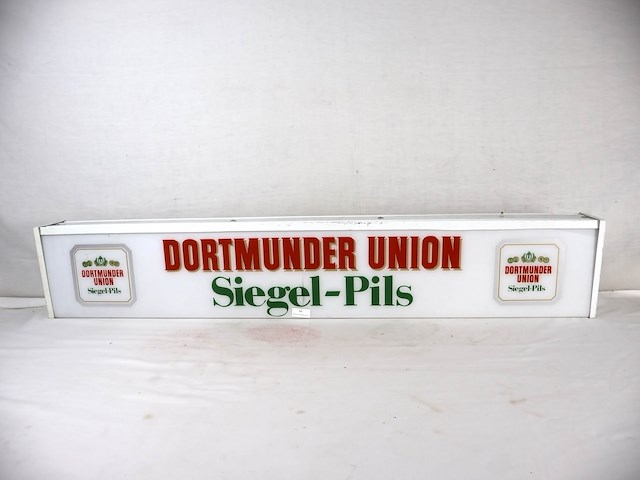 DORTMUNDER UNION
Siegel-Pils
DORTMUNDER
UNION
Siegel-Pils
DORTMUNDER
UNION
Siegel-Pils